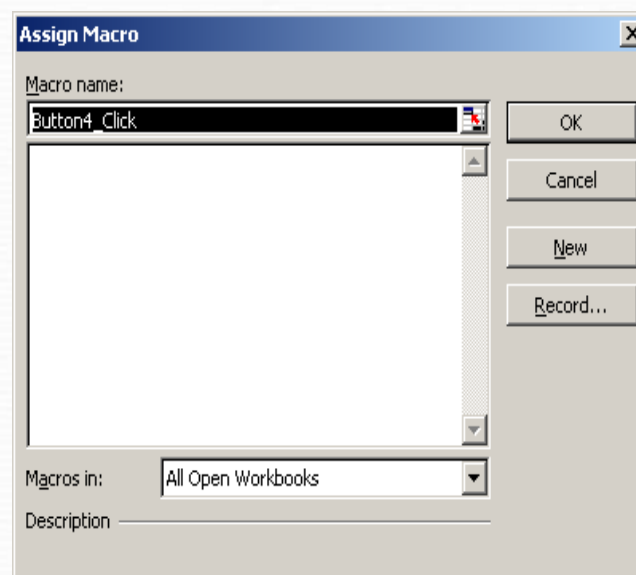 Assign Macro
Macro name:
Button4_Click
OK
Cancel
New
Record...
Macros in:
All Open Workbooks
Description